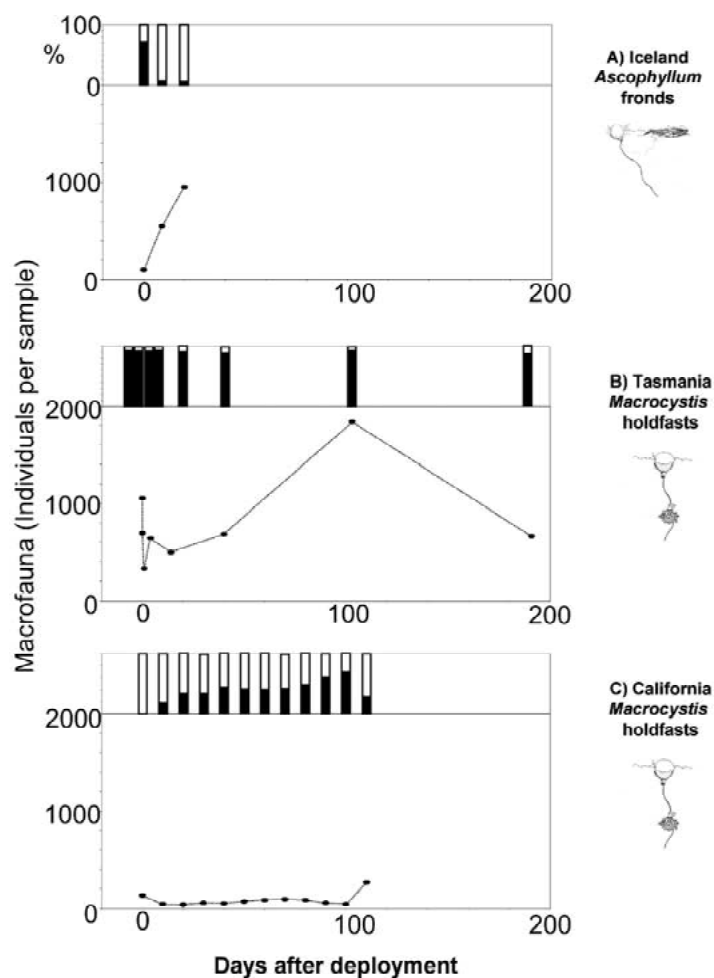 100
%
0
A) Iceland
Ascophyllum
fronds
1000
0
0
100
200
B) Tasmania
Macrocystis
holdfasts
2000
1000
0
0
100
200
C) California
Macrocystis
holdfasts
2000
1000
0
0
100
200
Macrofauna (Individuals per sample)
Days after deployment